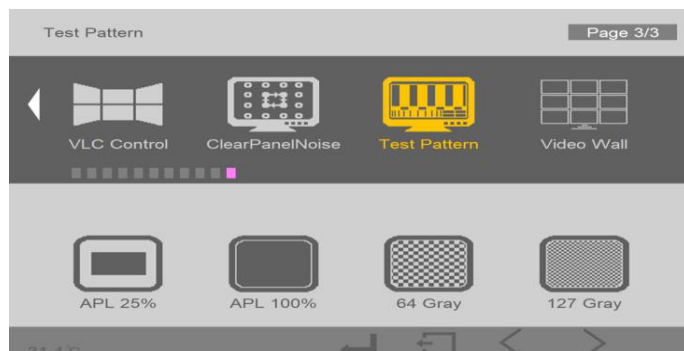 Test Pattern
Page 3/3
VLC Control
ClearPanelNoise
Test Pattern
Video Wall
APL 25%
APL 100%
64 Gray
127 Gray